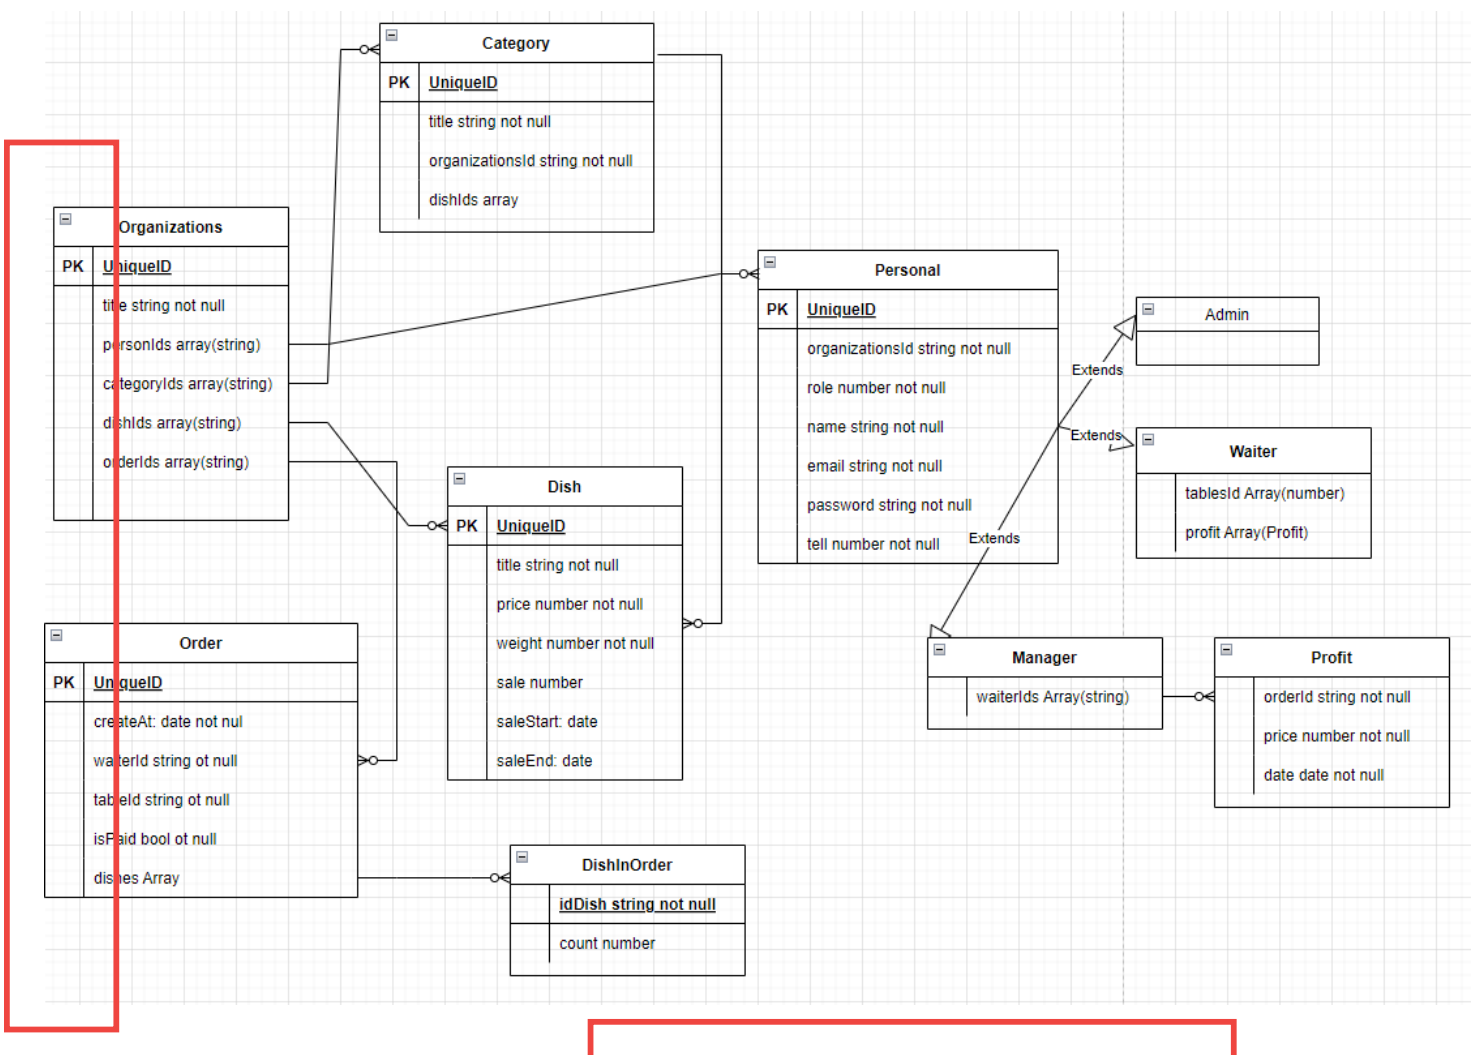 Category
PK UniqueID
title string not null
organizationsId string not null
dishIds array
Organizations
PK UniqueID
title string not null
personIds array(string)
categoryIds array(string)
dishIds array(string)
orderIds array(string)
Personal
PK UniqueID
organizationsId string not null
role number not null
name string not null
email string not null
password string not null
tell number not null
Admin
Extends
Extends
Extends
Waiter
tablesId Array(number)
profit Array(Profit)
Dish
PK UniqueID
title string not null
price number not null
weight number not null
sale number
saleStart: date
saleEnd: date
Order
PK UniqueID
createAt: date not nul
waiterId string ot null
tableId string ot null
isPaid bool ot null
dishes Array
Manager
waiterIds Array(string)
Profit
orderId string not null
price number not null
date date not null
DishInOrder
idDish string not null
count number